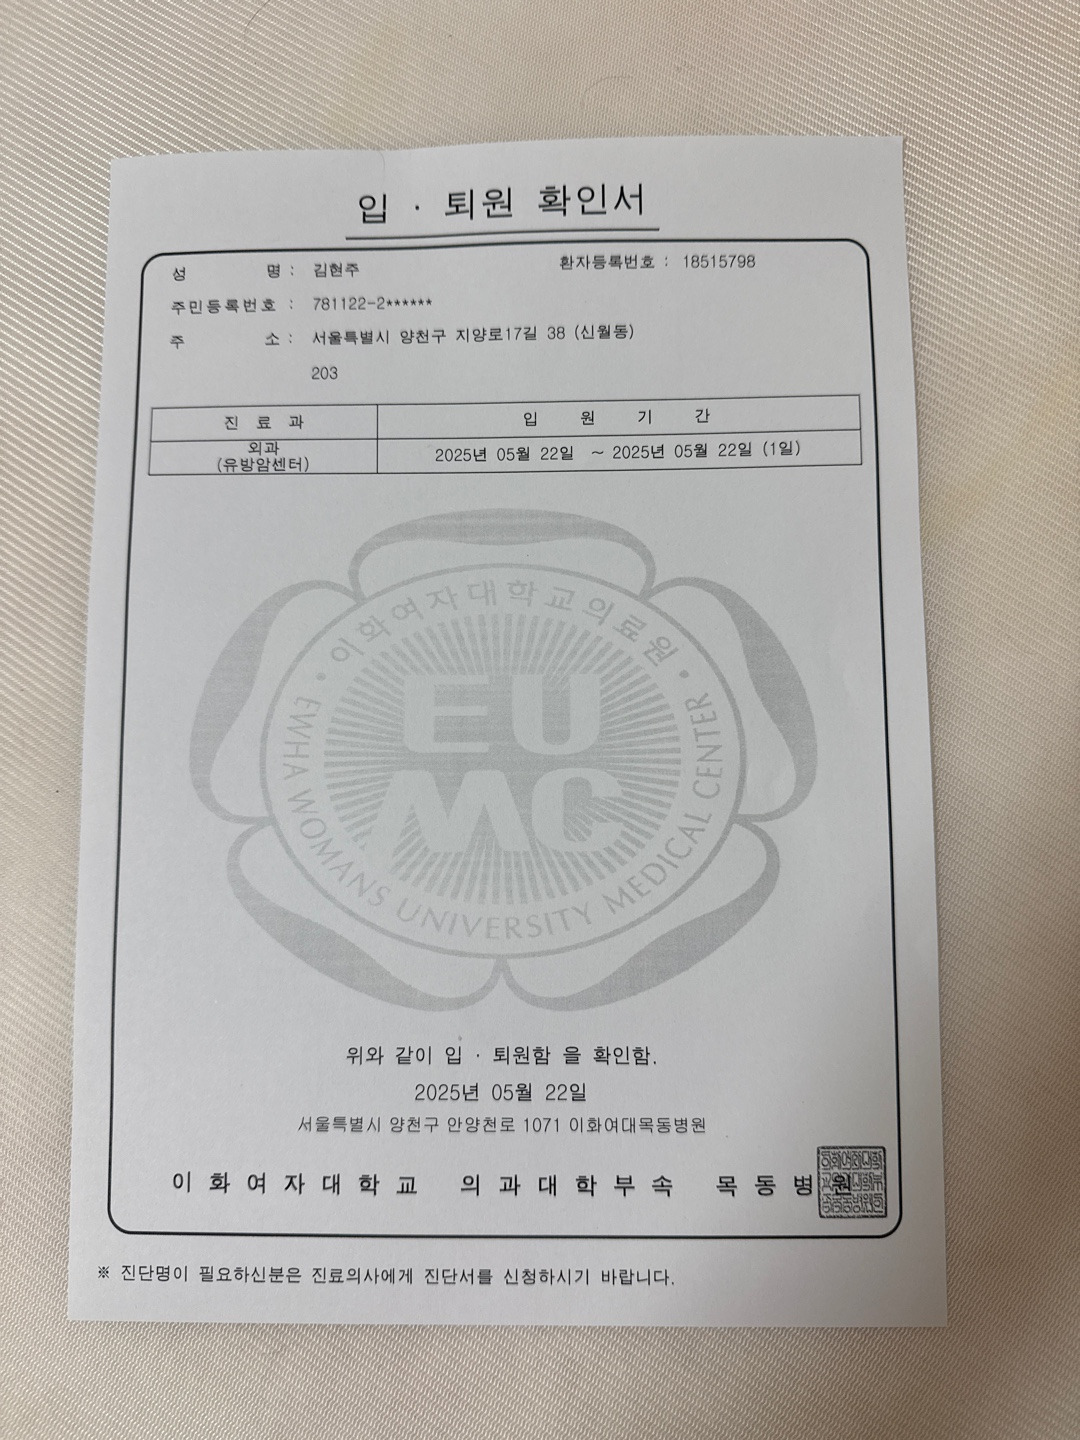 입 · 퇴원 확인서
성 명 : 김현주 환자등록번호 : 18515798
주민등록번호 : 781122-2******
주 소 : 서울특별시 양천구 지양로17길 38 (신월동)
203
진 료 과 입 원 기 간
외과
(유방암센터) 2025년 05월 22일 ~ 2025년 05월 22일 (1일)
• 이화여자대학교의료원 •
EU
MC
EWHA WOMANS UNIVERSITY MEDICAL CENTER
위와 같이 입 · 퇴원함 을 확인함.
2025년 05월 22일
서울특별시 양천구 안양천로 1071 이화여대목동병원
이 화 여 자 대 학 교 의 과 대 학 부 속 목 동 병 원
※ 진단명이 필요하신분은 진료의사에게 진단서를 신청하시기 바랍니다.